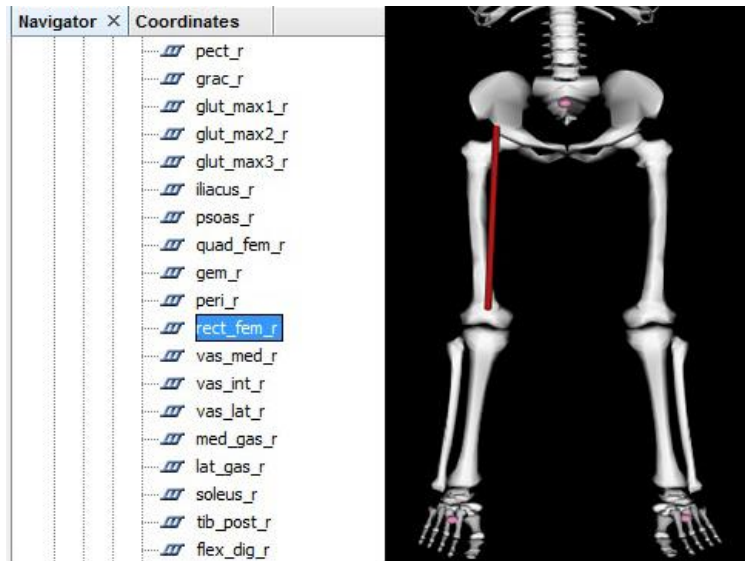 Navigator × Coordinates
pect_r
grac_r
glut_max1_r
glut_max2_r
glut_max3_r
iliacus_r
psoas_r
quad_fem_r
gem_r
peri_r
rect_fem_r
vas_med_r
vas_int_r
vas_lat_r
med_gas_r
lat_gas_r
soleus_r
tib_post_r
flex_dig_r